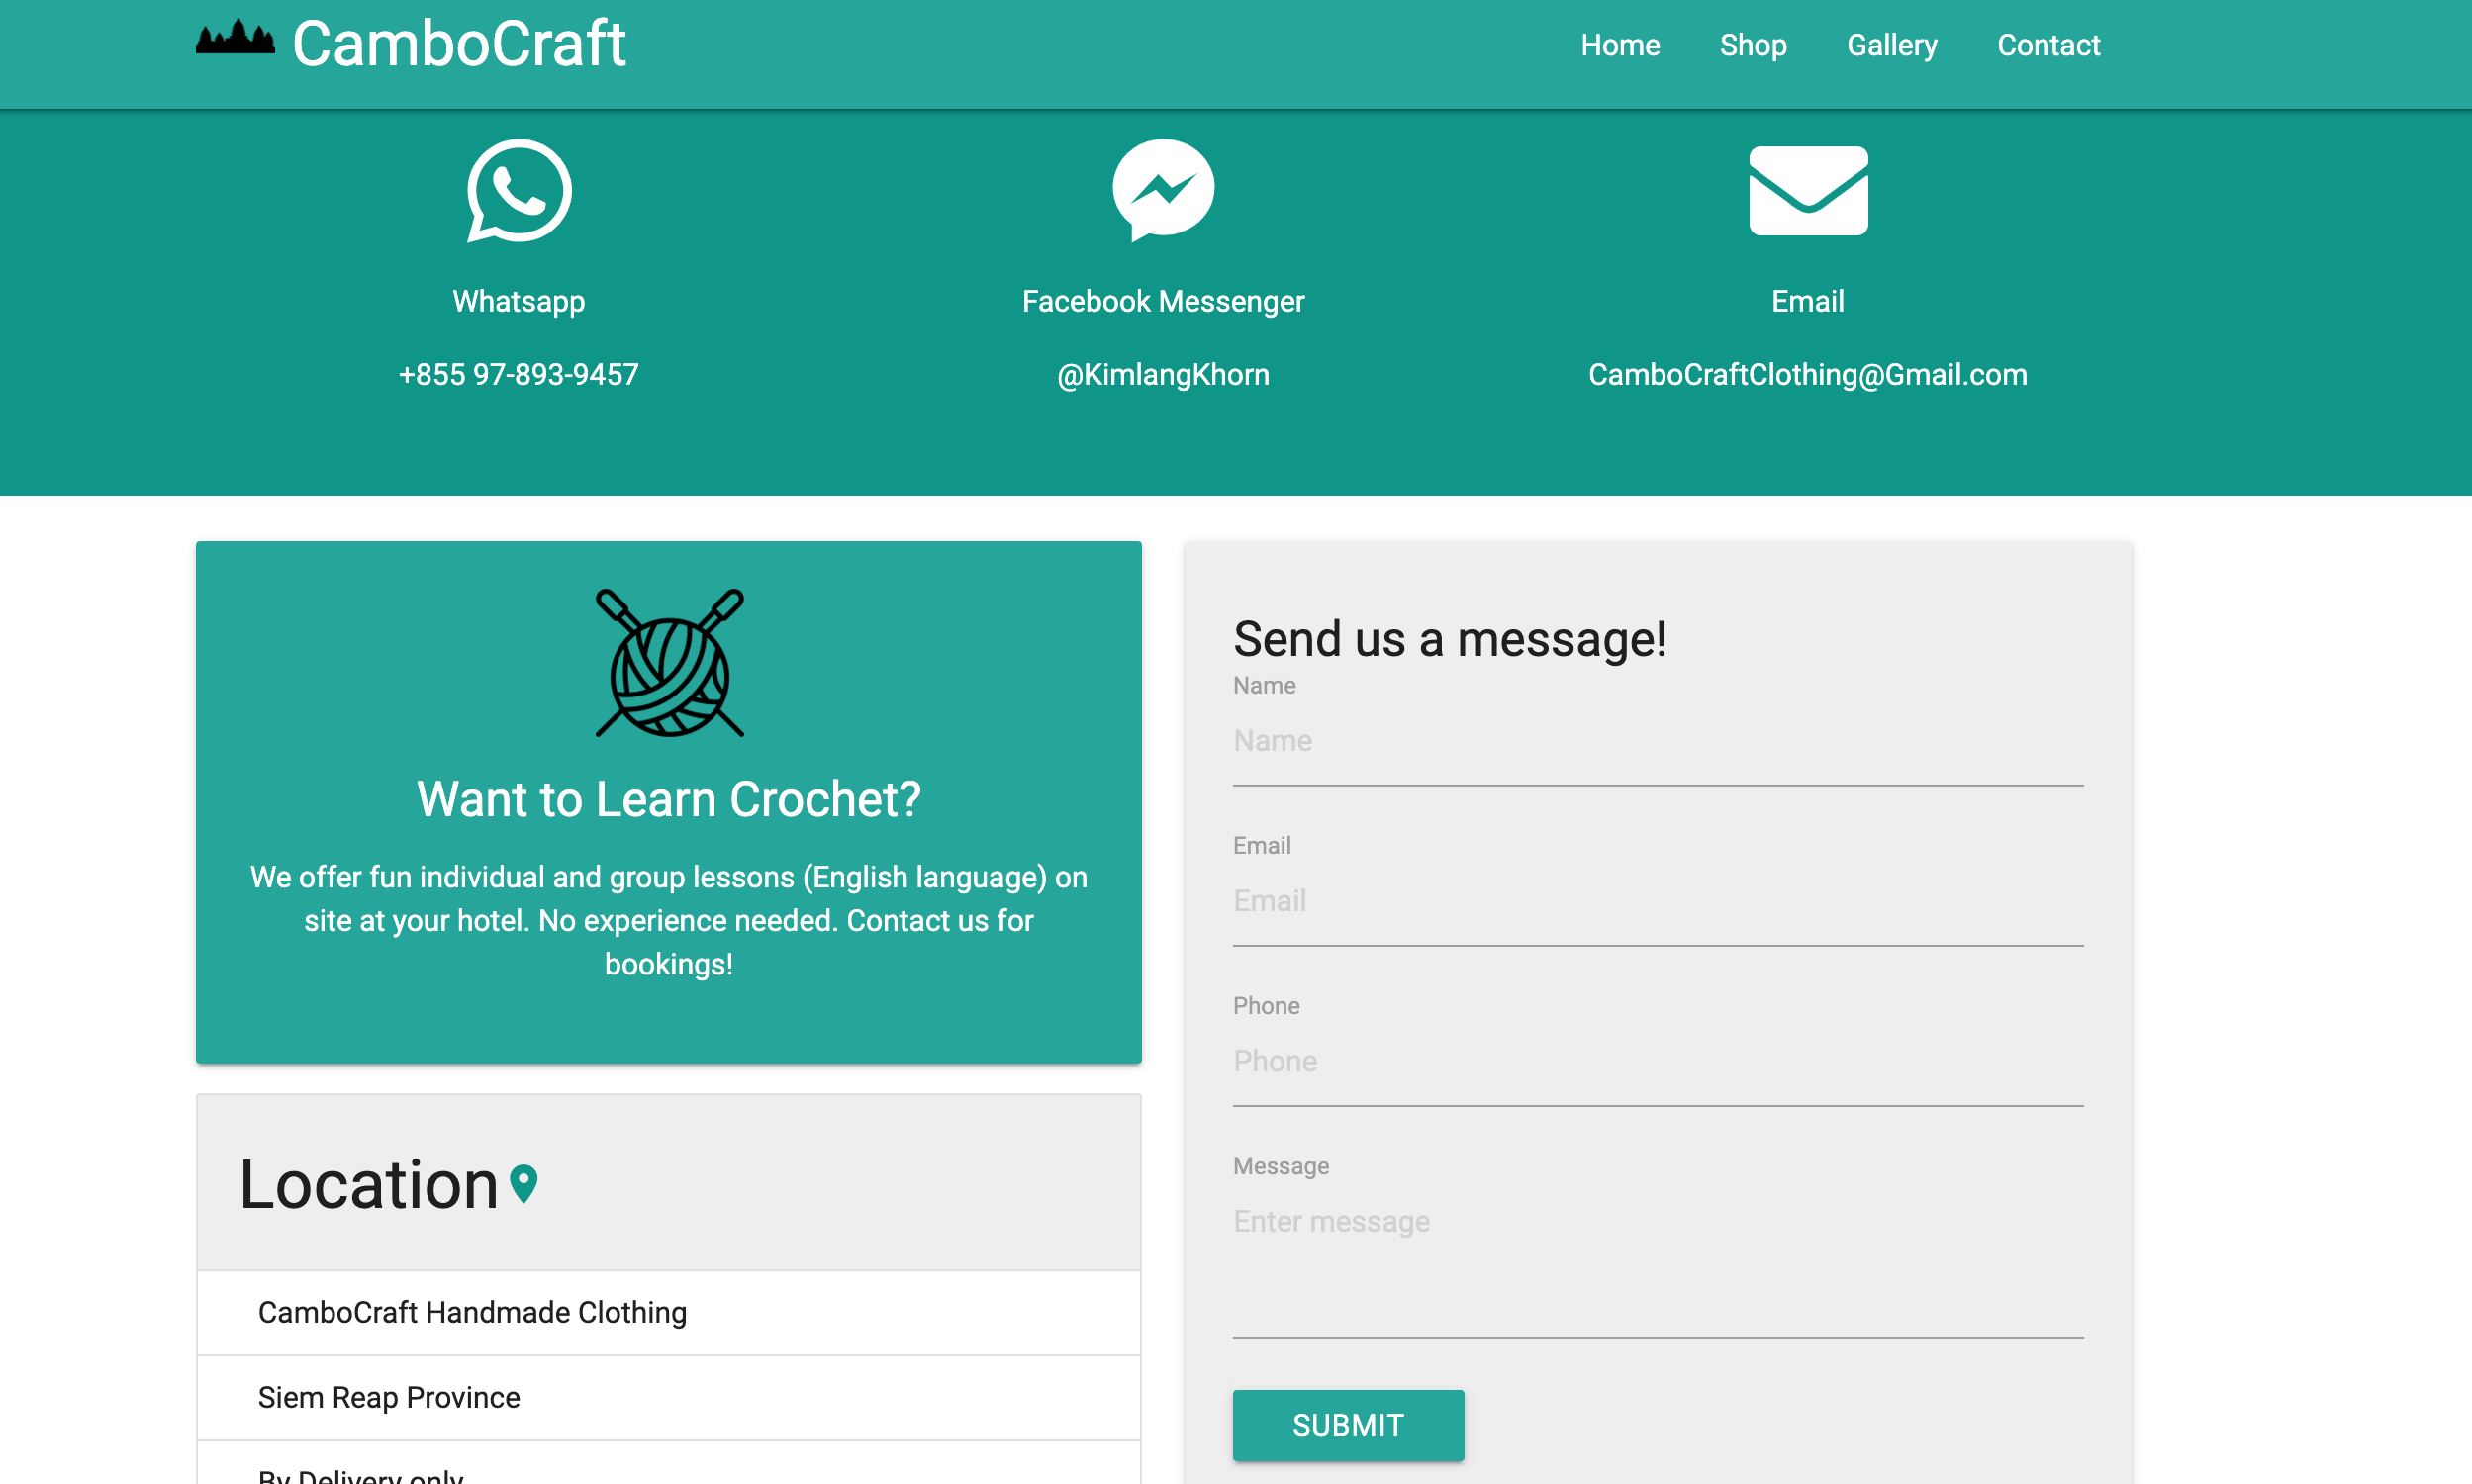 CamboCraft
Home
Shop
Gallery
Contact
Whatsapp
+855 97-893-9457
Facebook Messenger
@KimlangKhorn
Email
CamboCraftClothing@Gmail.com
Want to Learn Crochet?
We offer fun individual and group lessons (English language) on
site at your hotel. No experience needed. Contact us for
bookings!
Location
CamboCraft Handmade Clothing
Siem Reap Province
By Delivery only
Send us a message!
Name
Name
Email
Email
Phone
Phone
Message
Enter message
SUBMIT